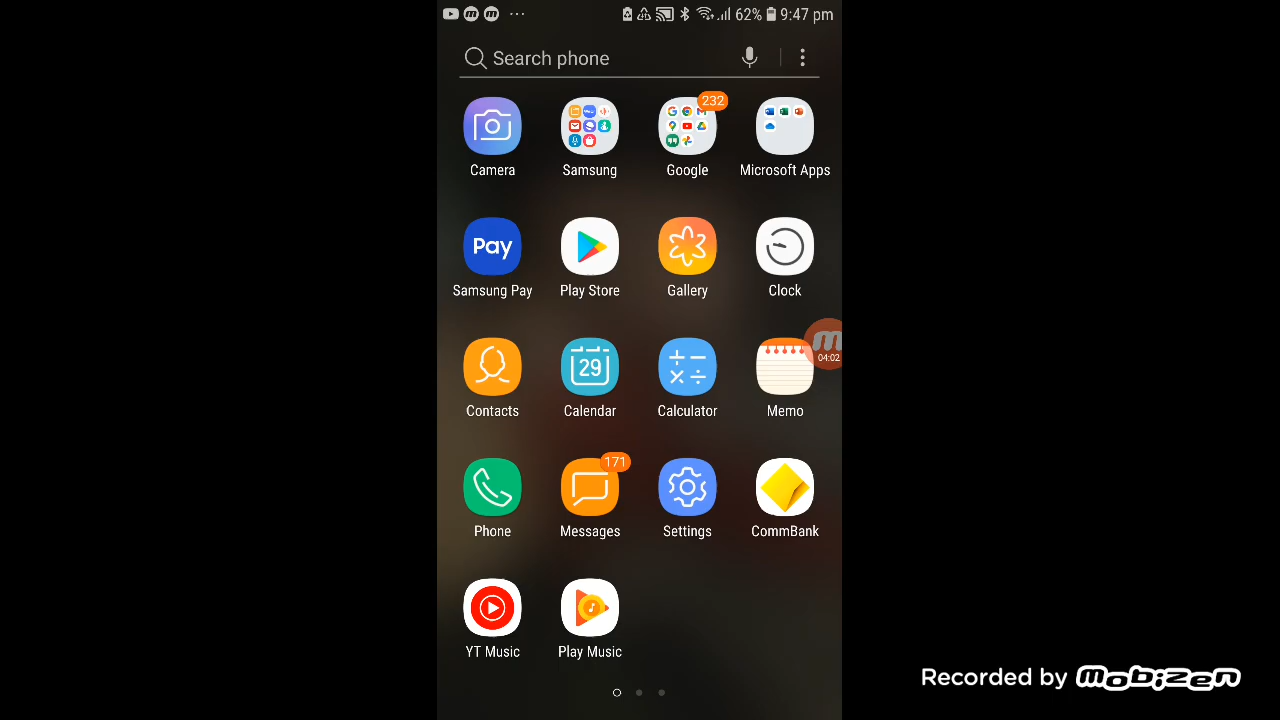 62% 9:47 pm
Search phone
232
Camera Samsung Google Microsoft Apps
Pay
Samsung Pay Play Store Gallery Clock
04:02
29
Contacts Calendar Calculator Memo
171
Phone Messages Settings CommBank
YT Music Play Music
Recorded by mobizen